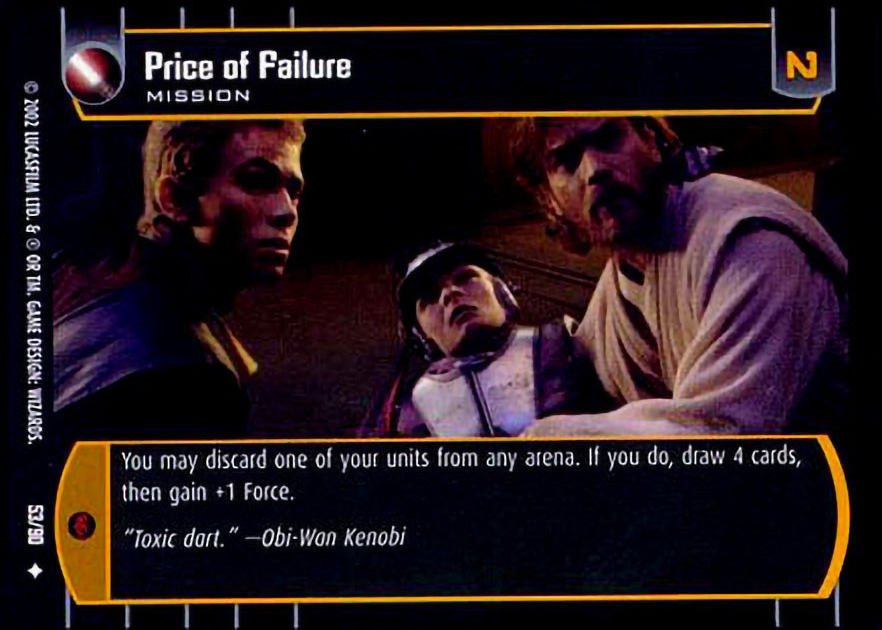 Price of Failure
MISSION
N
© 2002 LUCASFILM LTD. & ® OR TM. GAME DESIGN: WIZARDS.
53/90
You may discard one of your units from any arena. If you do, draw 4 cards,
then gain +1 Force.
"Toxic dart." —Obi-Wan Kenobi